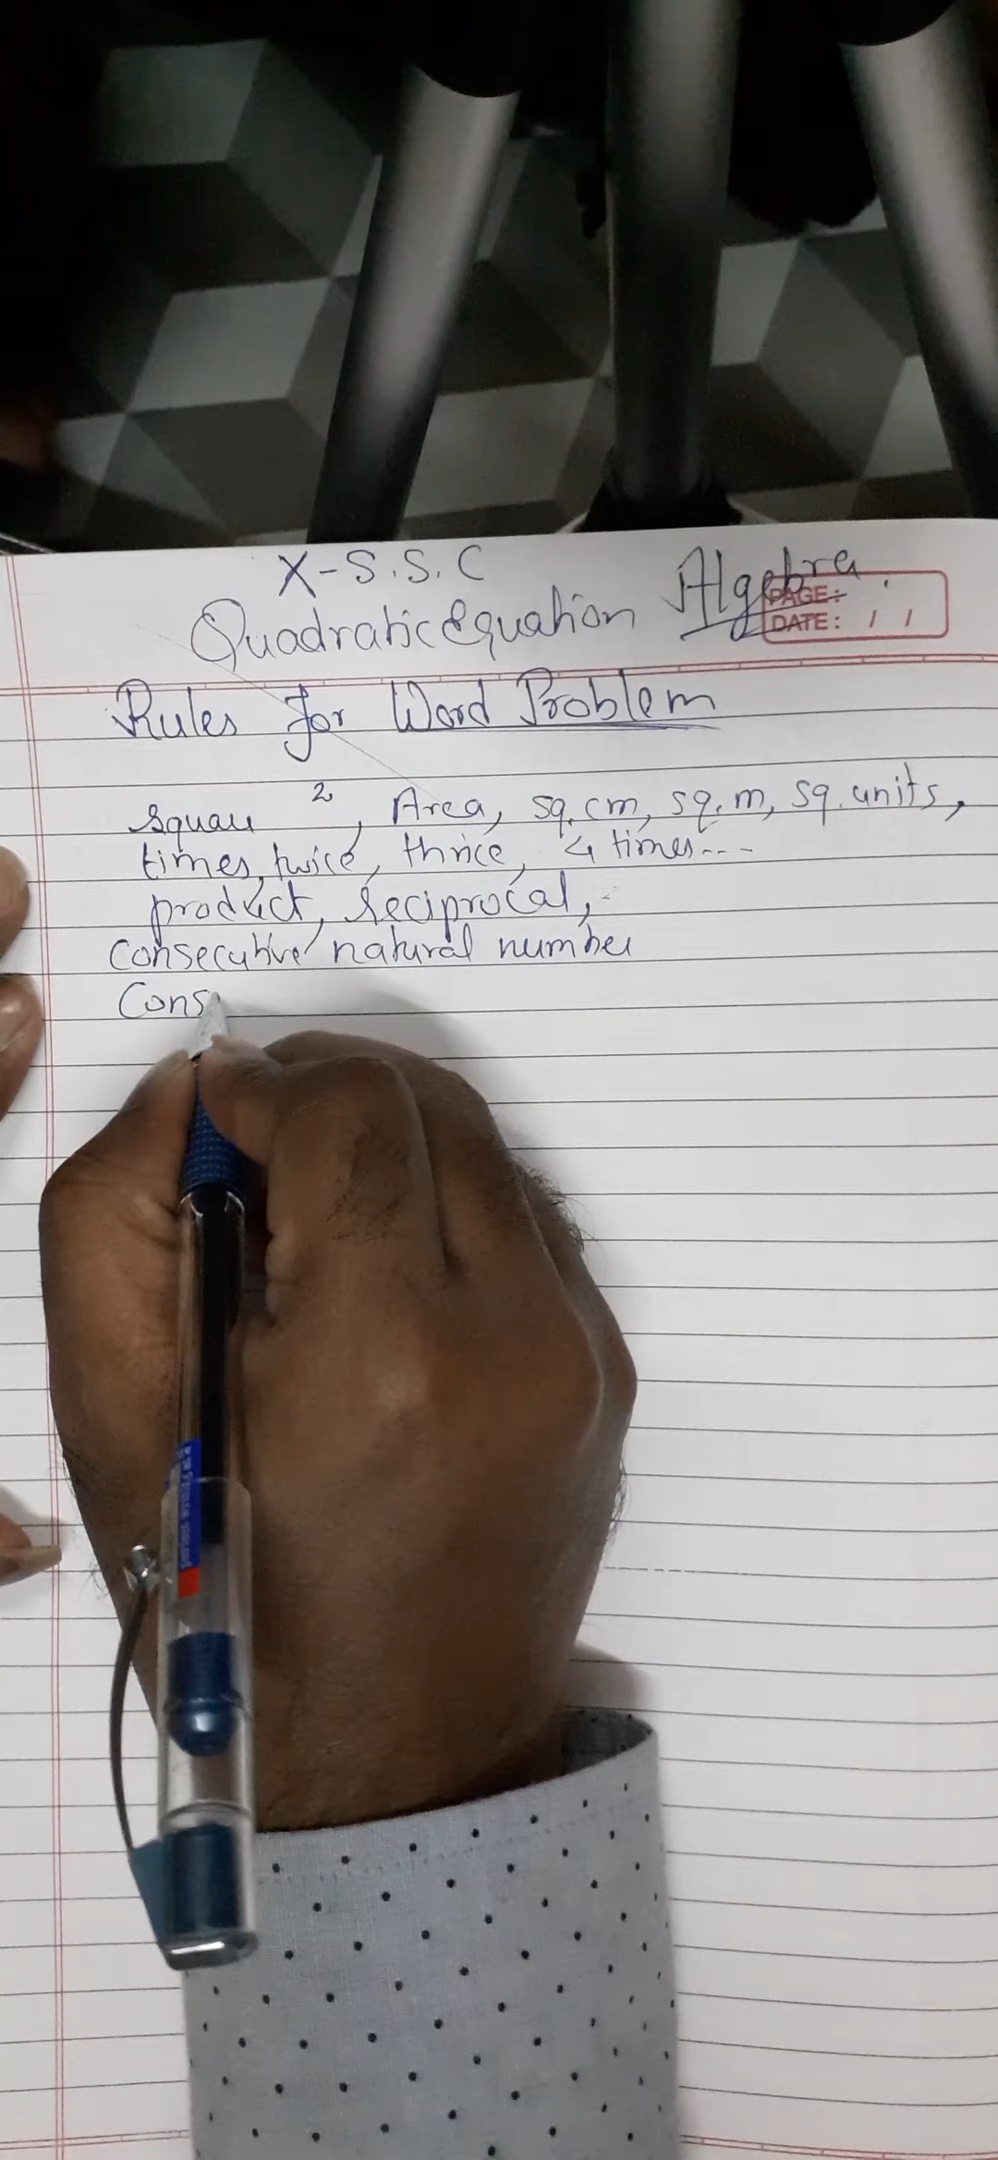 X-S.S.C
Algebra
Quadratic Equation
PAGE:
DATE: / /
Rules for Word Problem
square ², Area, sq.cm, sq.m, sq.units,
times, twice, thrice, 4 times...
product, reciprocal,
consecutive natural number
Cons